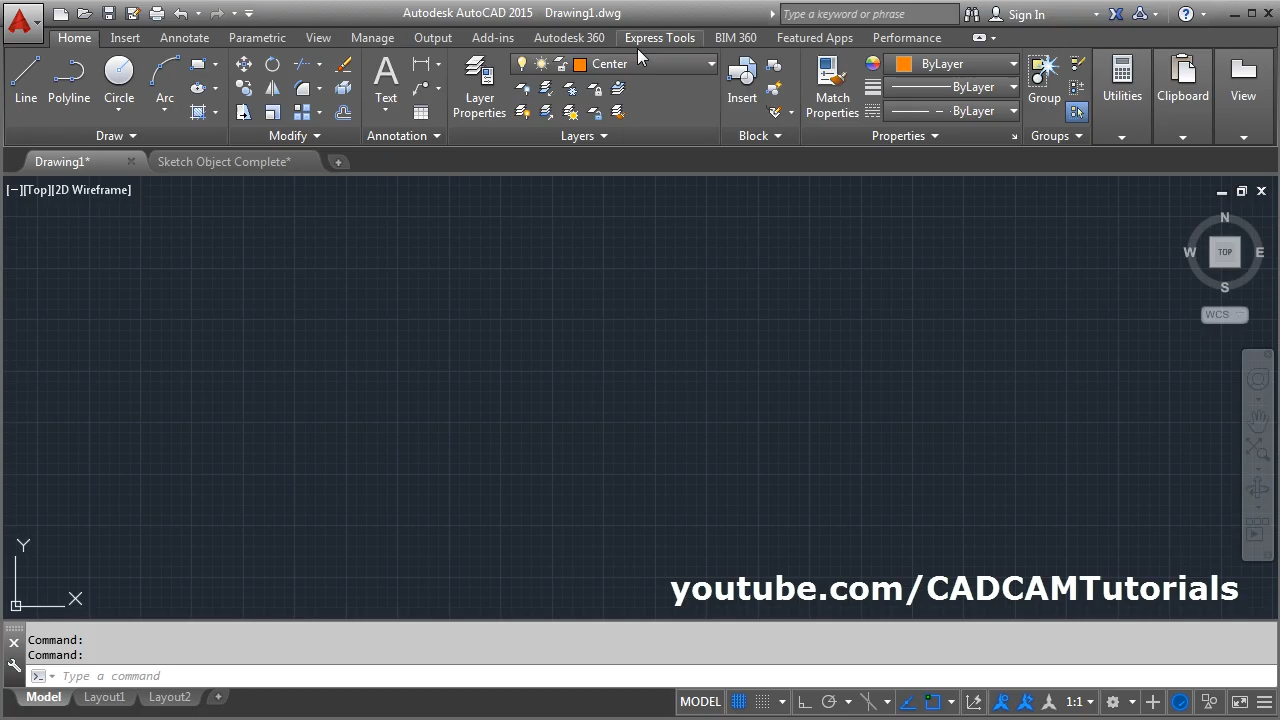 Autodesk AutoCAD 2015 Drawing1.dwg
Type a keyword or phrase
Sign In
Home Insert Annotate Parametric View Manage Output Add-ins Autodesk 360 Express Tools BIM 360 Featured Apps Performance
Center
ByLayer
ByLayer
ByLayer
Line Polyline Circle Arc
Text
Layer
Properties
Insert
Match
Properties
Group
Utilities
Clipboard
View
Draw Modify Annotation Layers Block Properties Groups
Drawing1* Sketch Object Complete*
[−][Top][2D Wireframe]
N
W TOP E
S
WCS
Y
X
youtube.com/CADCAMTutorials
Command:
Command:
Type a command
Model Layout1 Layout2
MODEL
1:1